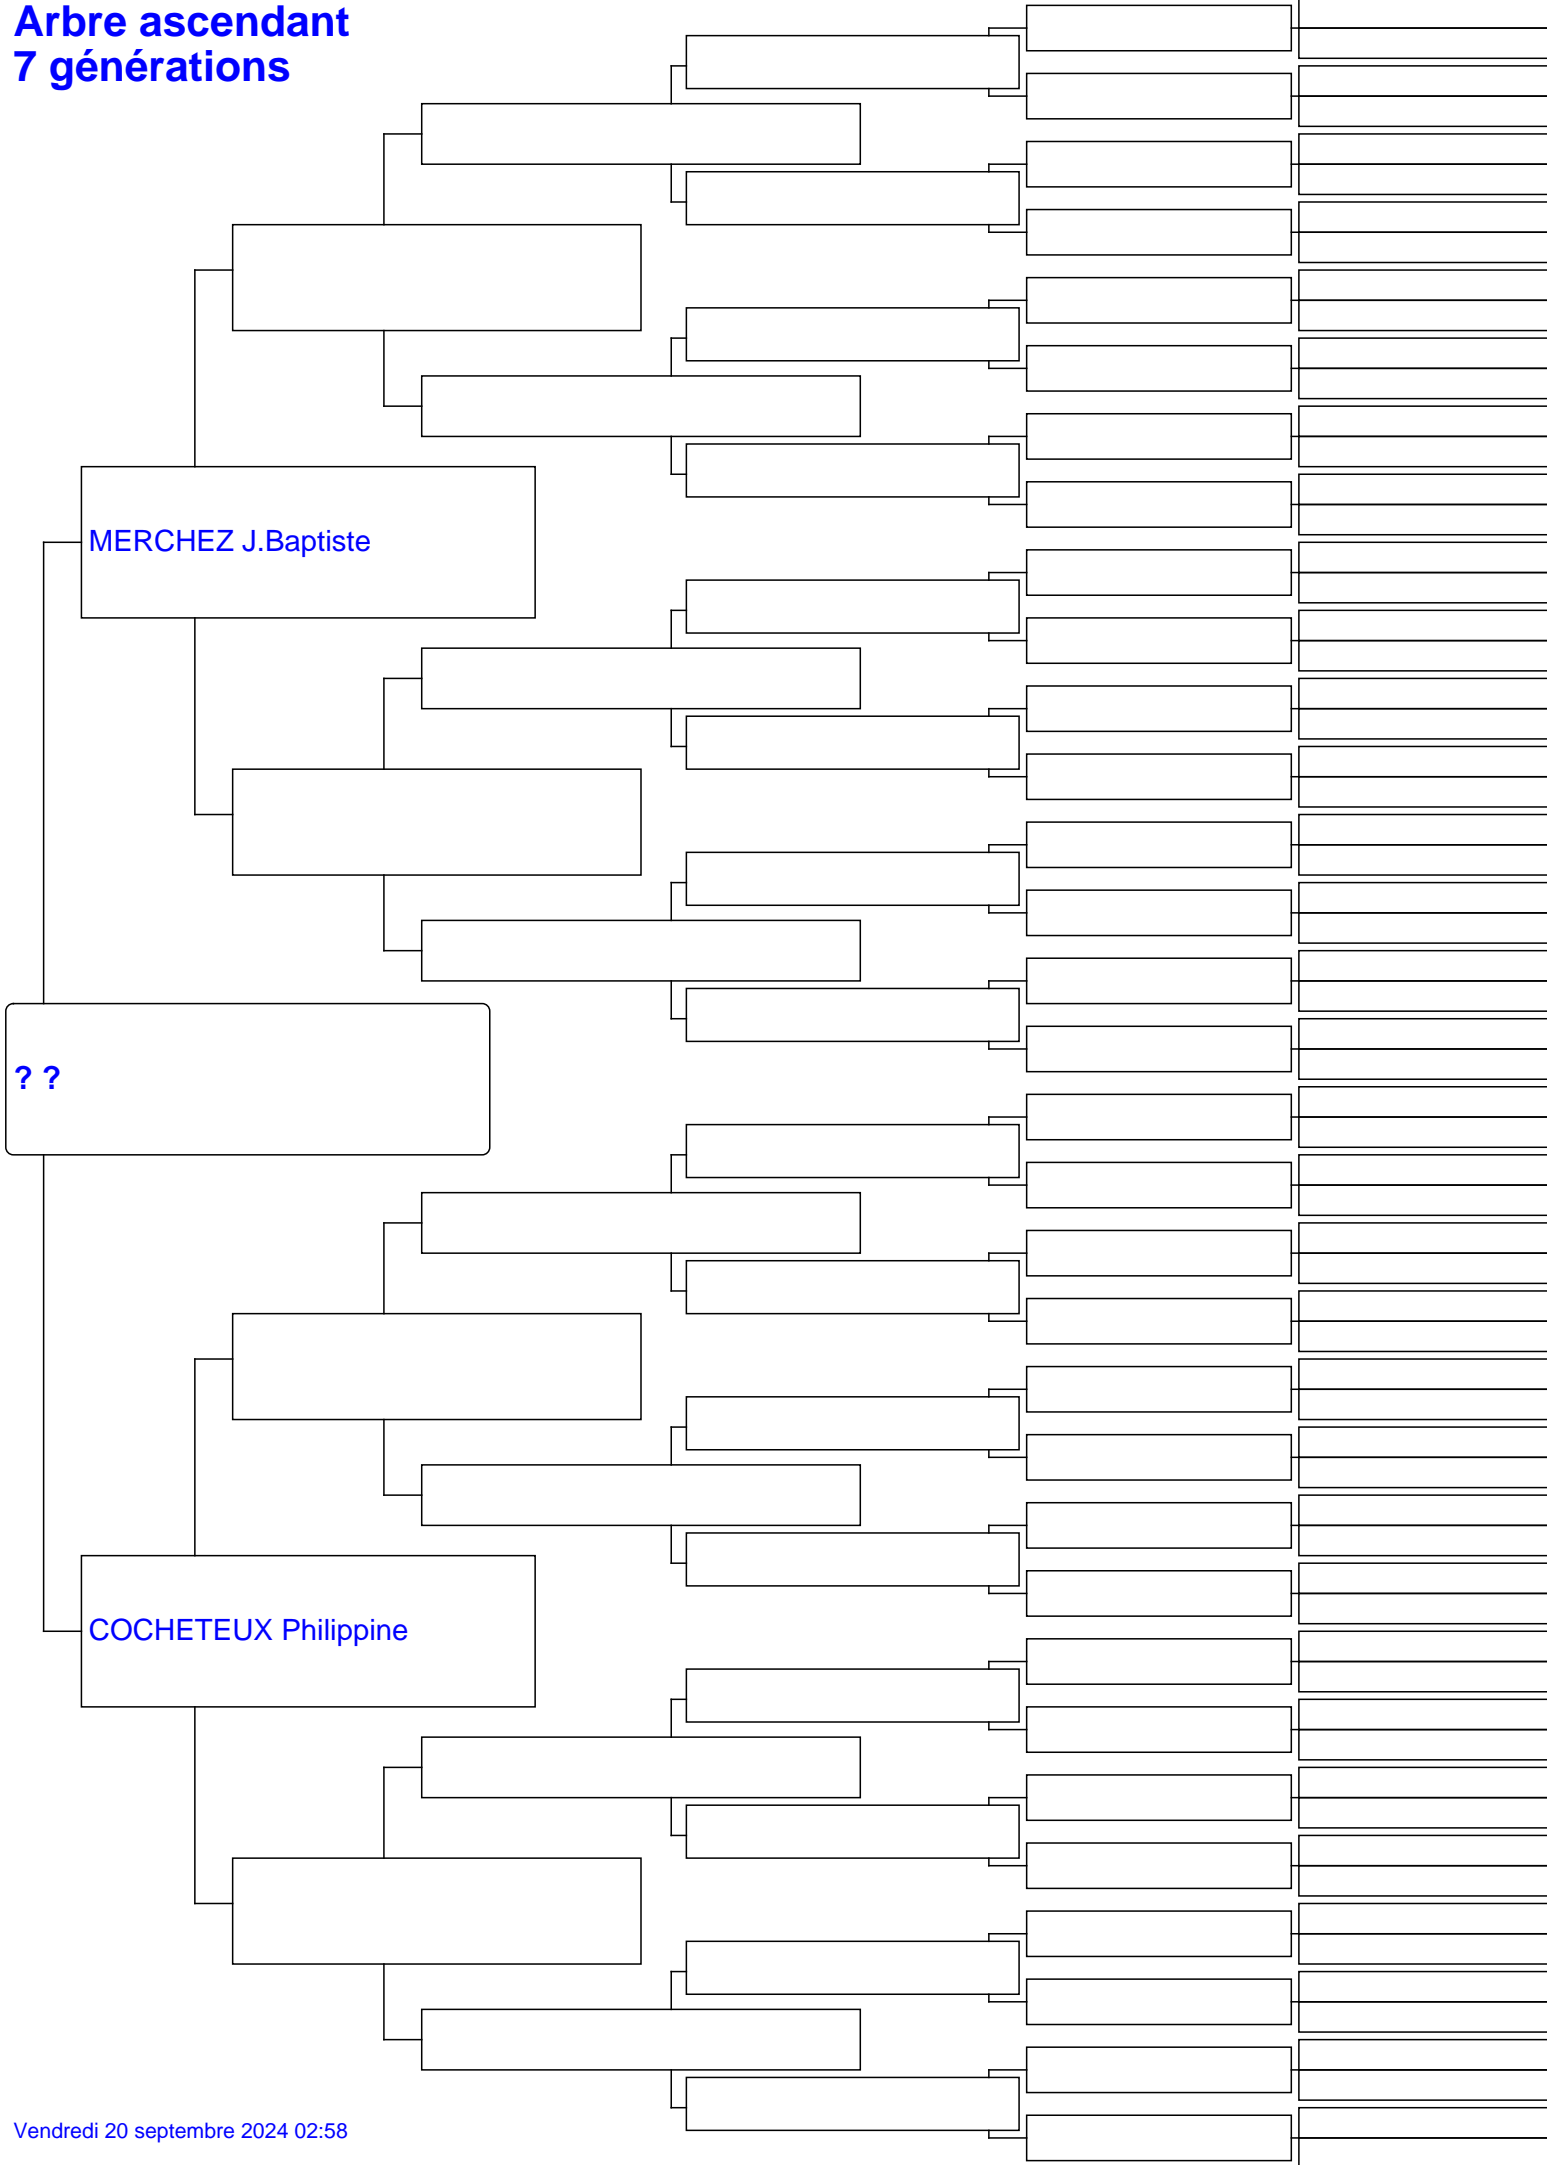 Arbre ascendant
7 générations
MERCHEZ J.Baptiste
? ?
COCHETEUX Philippine
Vendredi 20 septembre 2024 02:58